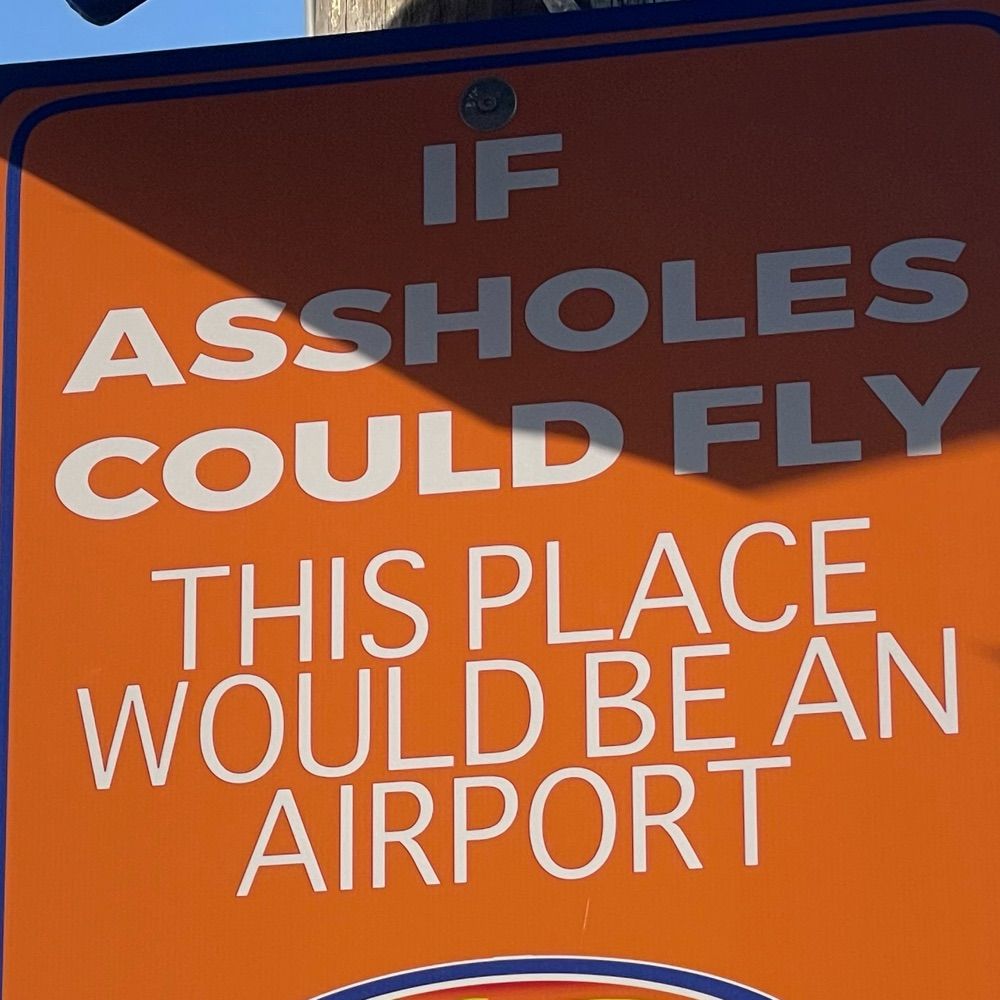 IF
ASSHOLES
COULD FLY
THIS PLACE
WOULD BE AN
AIRPORT